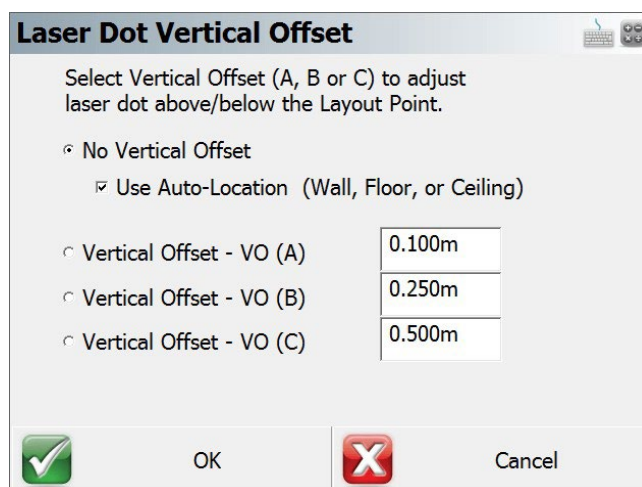 Laser Dot Vertical Offset
Select Vertical Offset (A, B or C) to adjust
laser dot above/below the Layout Point.
No Vertical Offset
Use Auto-Location (Wall, Floor, or Ceiling)
Vertical Offset - VO (A) 0.100m
Vertical Offset - VO (B) 0.250m
Vertical Offset - VO (C) 0.500m
OK Cancel